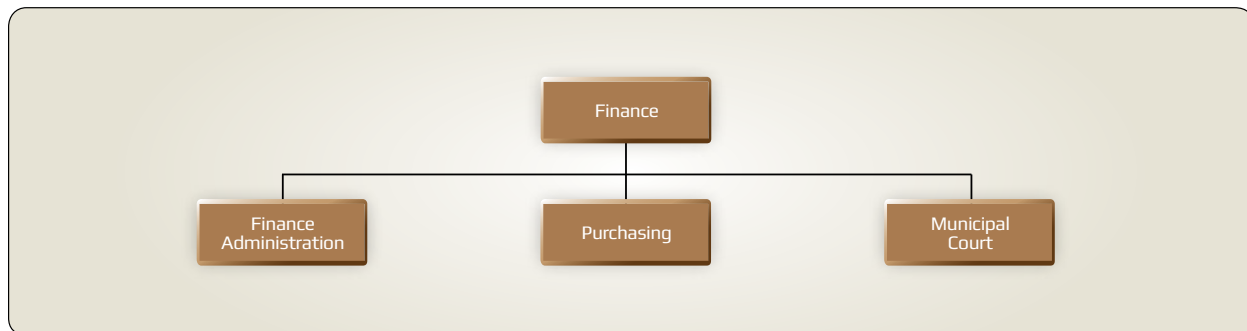 Finance
Finance
Administration
Purchasing
Municipal
Court